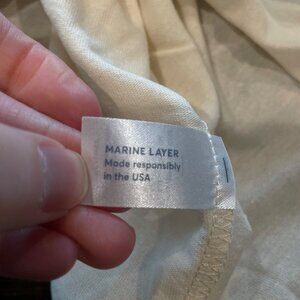 MARINE LAYER
Made responsibly
in the USA